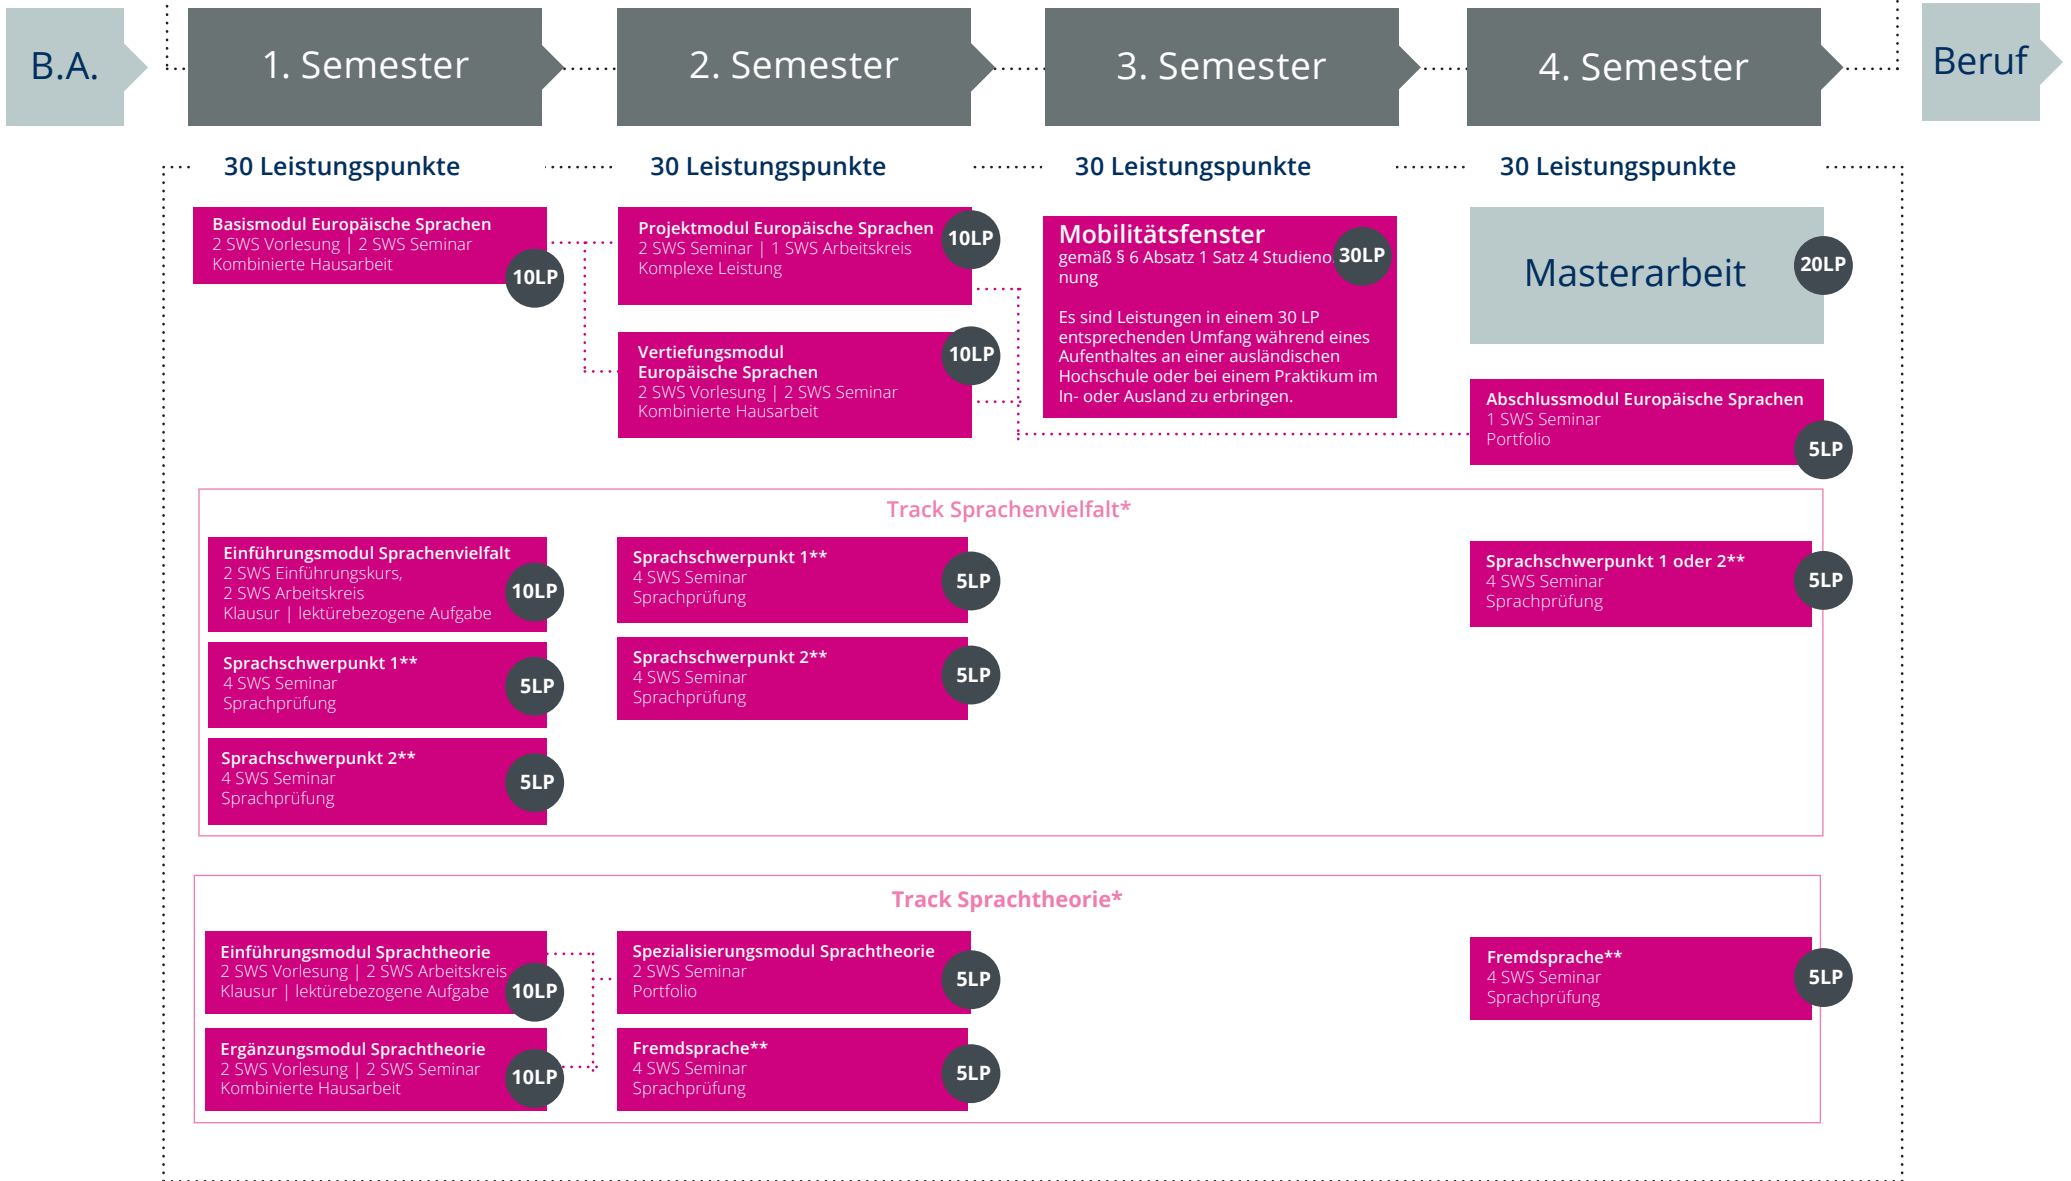 B.A.
1. Semester
2. Semester
3. Semester
4. Semester
Beruf
30 Leistungspunkte
30 Leistungspunkte
30 Leistungspunkte
30 Leistungspunkte
Basismodul Europäische Sprachen
2 SWS Vorlesung | 2 SWS Seminar
Kombinierte Hausarbeit
10LP
Projektmodul Europäische Sprachen
2 SWS Seminar | 1 SWS Arbeitskreis
Komplexe Leistung
10LP
Vertiefungsmodul
Europäische Sprachen
2 SWS Vorlesung | 2 SWS Seminar
Kombinierte Hausarbeit
10LP
Mobilitätsfenster
gemäß § 6 Absatz 1 Satz 4 Studieno
nung
30LP
Es sind Leistungen in einem 30 LP
entsprechenden Umfang während eines
Aufenthaltes an einer ausländischen
Hochschule oder bei einem Praktikum im
In- oder Ausland zu erbringen.
Masterarbeit
20LP
Abschlussmodul Europäische Sprachen
1 SWS Seminar
Portfolio
5LP
Track Sprachenvielfalt*
Einführungsmodul Sprachenvielfalt
2 SWS Einführungskurs,
2 SWS Arbeitskreis
Klausur | lektürebezogene Aufgabe
10LP
Sprachschwerpunkt 1**
4 SWS Seminar
Sprachprüfung
5LP
Sprachschwerpunkt 2**
4 SWS Seminar
Sprachprüfung
5LP
Sprachschwerpunkt 1**
4 SWS Seminar
Sprachprüfung
5LP
Sprachschwerpunkt 2**
4 SWS Seminar
Sprachprüfung
5LP
Sprachschwerpunkt 1 oder 2**
4 SWS Seminar
Sprachprüfung
5LP
Track Sprachtheorie*
Einführungsmodul Sprachtheorie
2 SWS Vorlesung | 2 SWS Arbeitskreis
Klausur | lektürebezogene Aufgabe
10LP
Ergänzungsmodul Sprachtheorie
2 SWS Vorlesung | 2 SWS Seminar
Kombinierte Hausarbeit
10LP
Spezialisierungsmodul Sprachtheorie
2 SWS Seminar
Portfolio
5LP
Fremdsprache**
4 SWS Seminar
Sprachprüfung
5LP
Fremdsprache**
4 SWS Seminar
Sprachprüfung
5LP